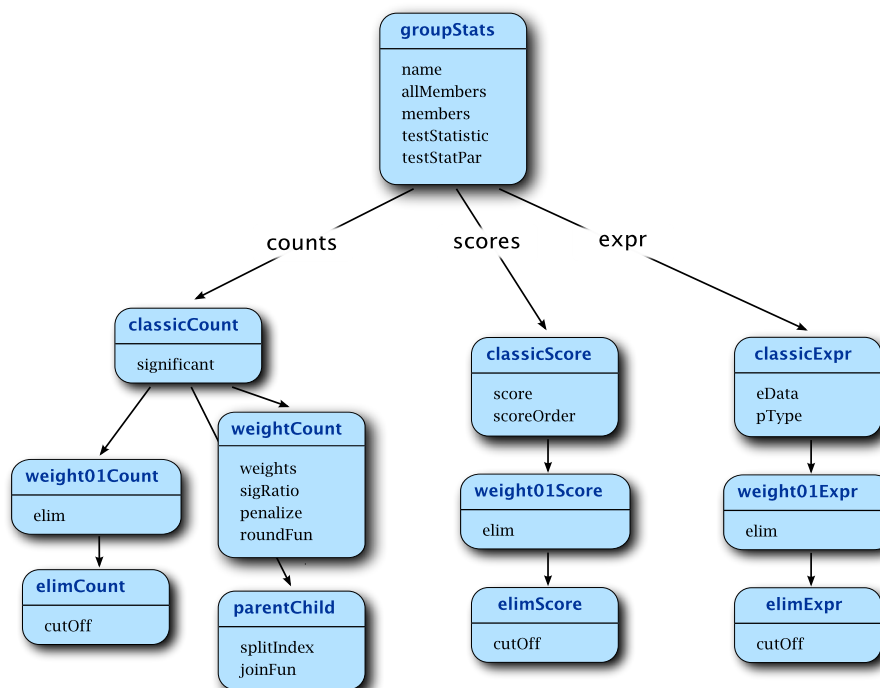 groupStats
name
allMembers
members
testStatistic
testStatPar
counts
scores
expr
classicCount
significant
classicScore
score
scoreOrder
classicExpr
eData
pType
weightCount
weights
sigRatio
penalize
roundFun
weight01Count
elim
weight01Score
elim
weight01Expr
elim
elimCount
cutOff
parentChild
splitIndex
joinFun
elimScore
cutOff
elimExpr
cutOff